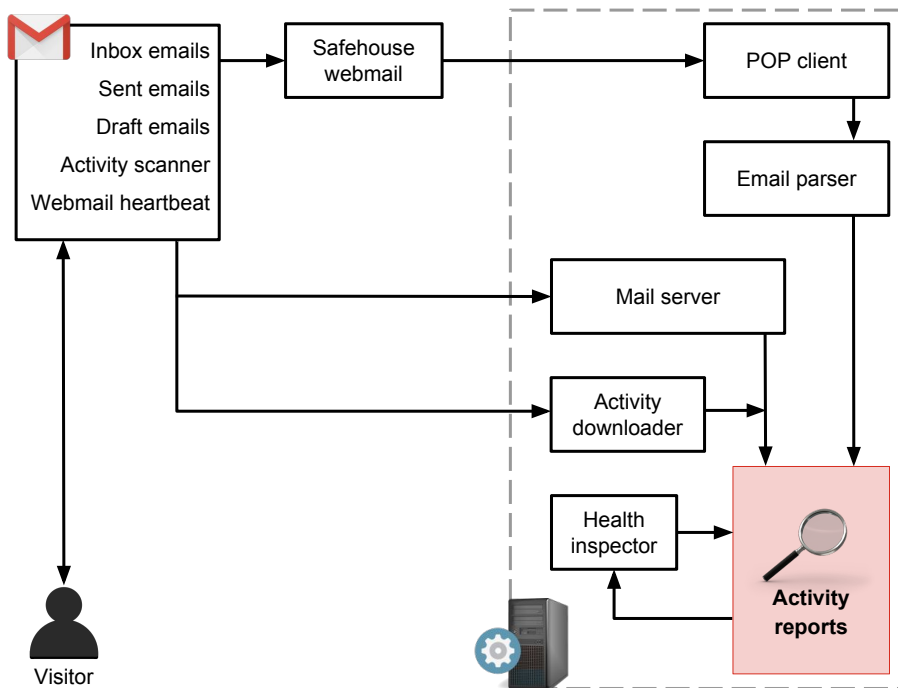 Inbox emails
Sent emails
Draft emails
Activity scanner
Webmail heartbeat
Safehouse
webmail
POP client
Email parser
Mail server
Activity
downloader
Health
inspector
Activity
reports
Visitor